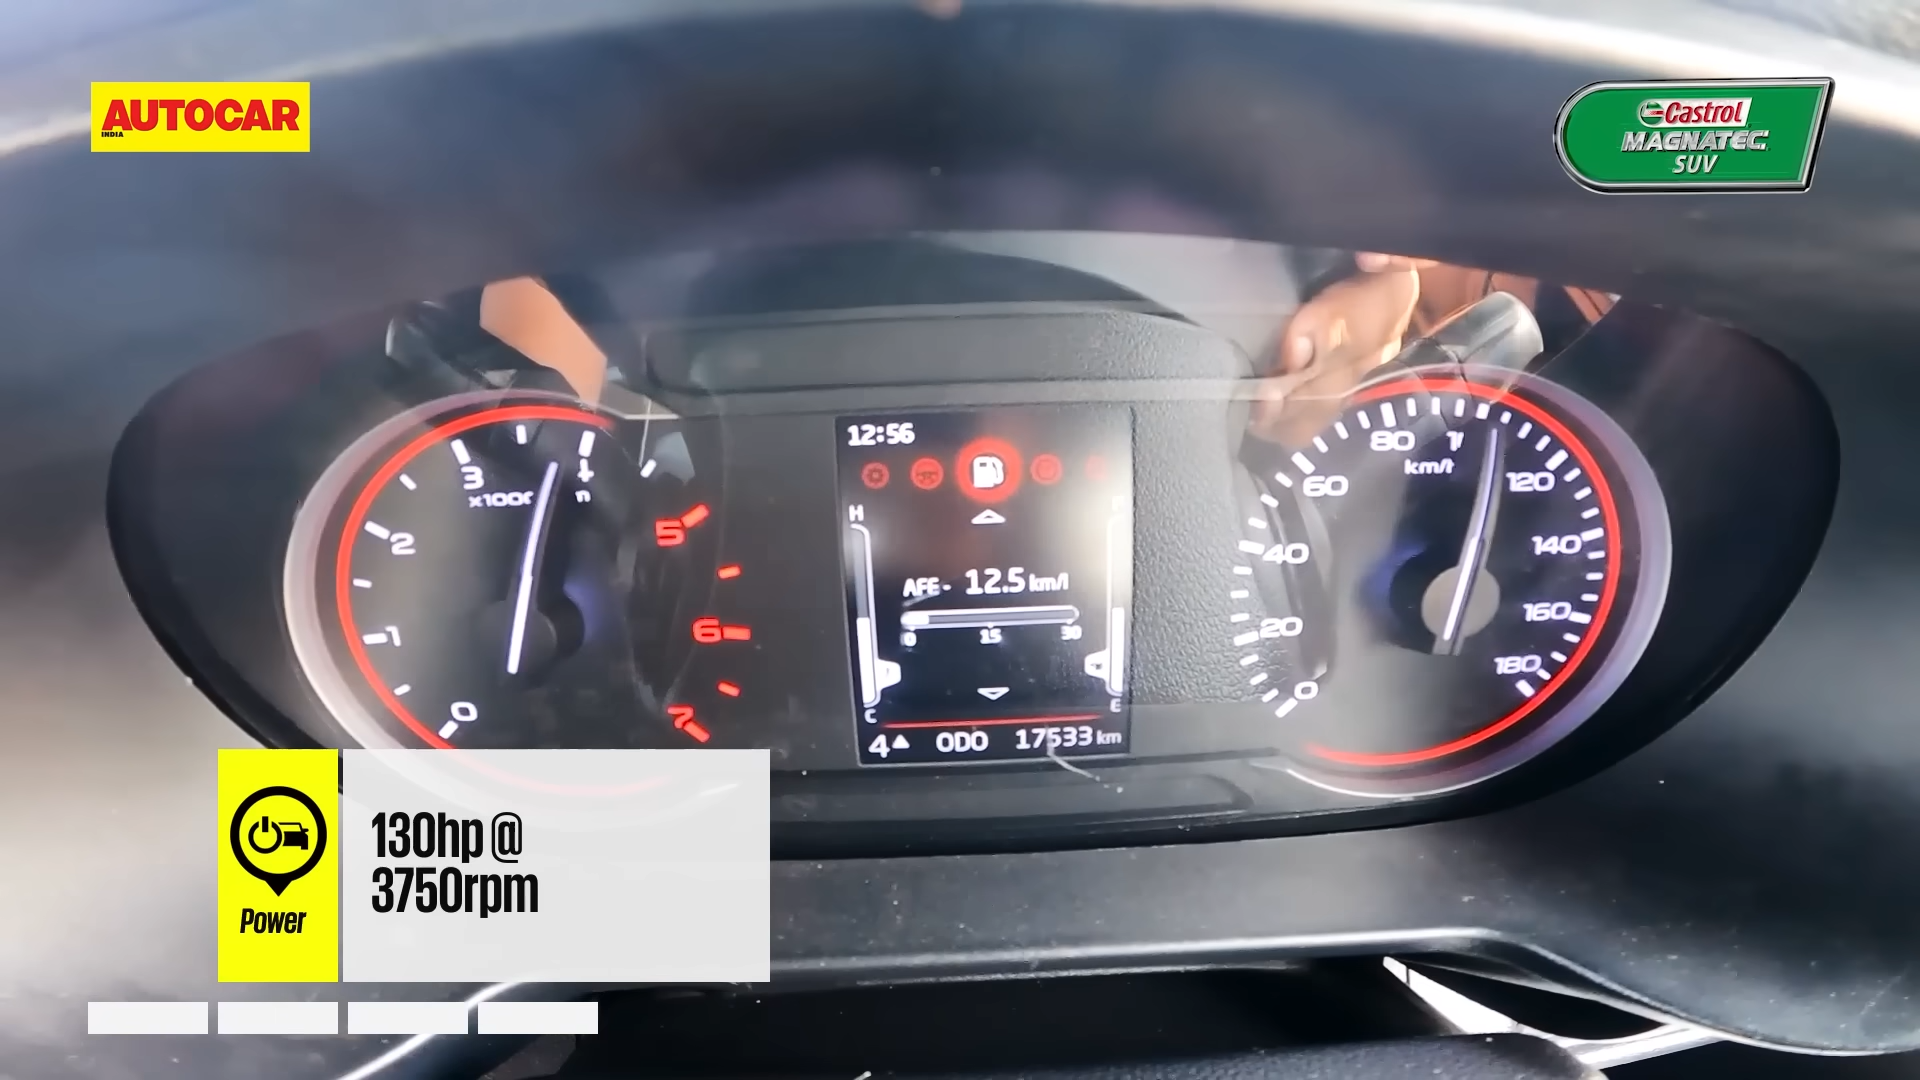 AUTOCAR
INDIA
Castrol
MAGNATEC
SUV
12:56
3
x1000
2
1
0
5
6
7
H
AFE- 12.5 km/l
0 15 30
C
E
4 ODO 17533 km
80
km/h
60
120
40
140
20
160
0
180
130hp @
3750rpm
Power